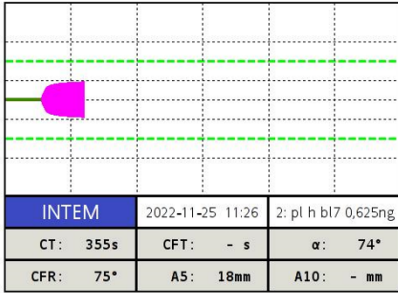 INTEM 2022-11-25 11:26 2: pl h bl7 0,625ng
CT: 355s CFT: - s α: 74°
CFR: 75° A5: 18mm A10: - mm